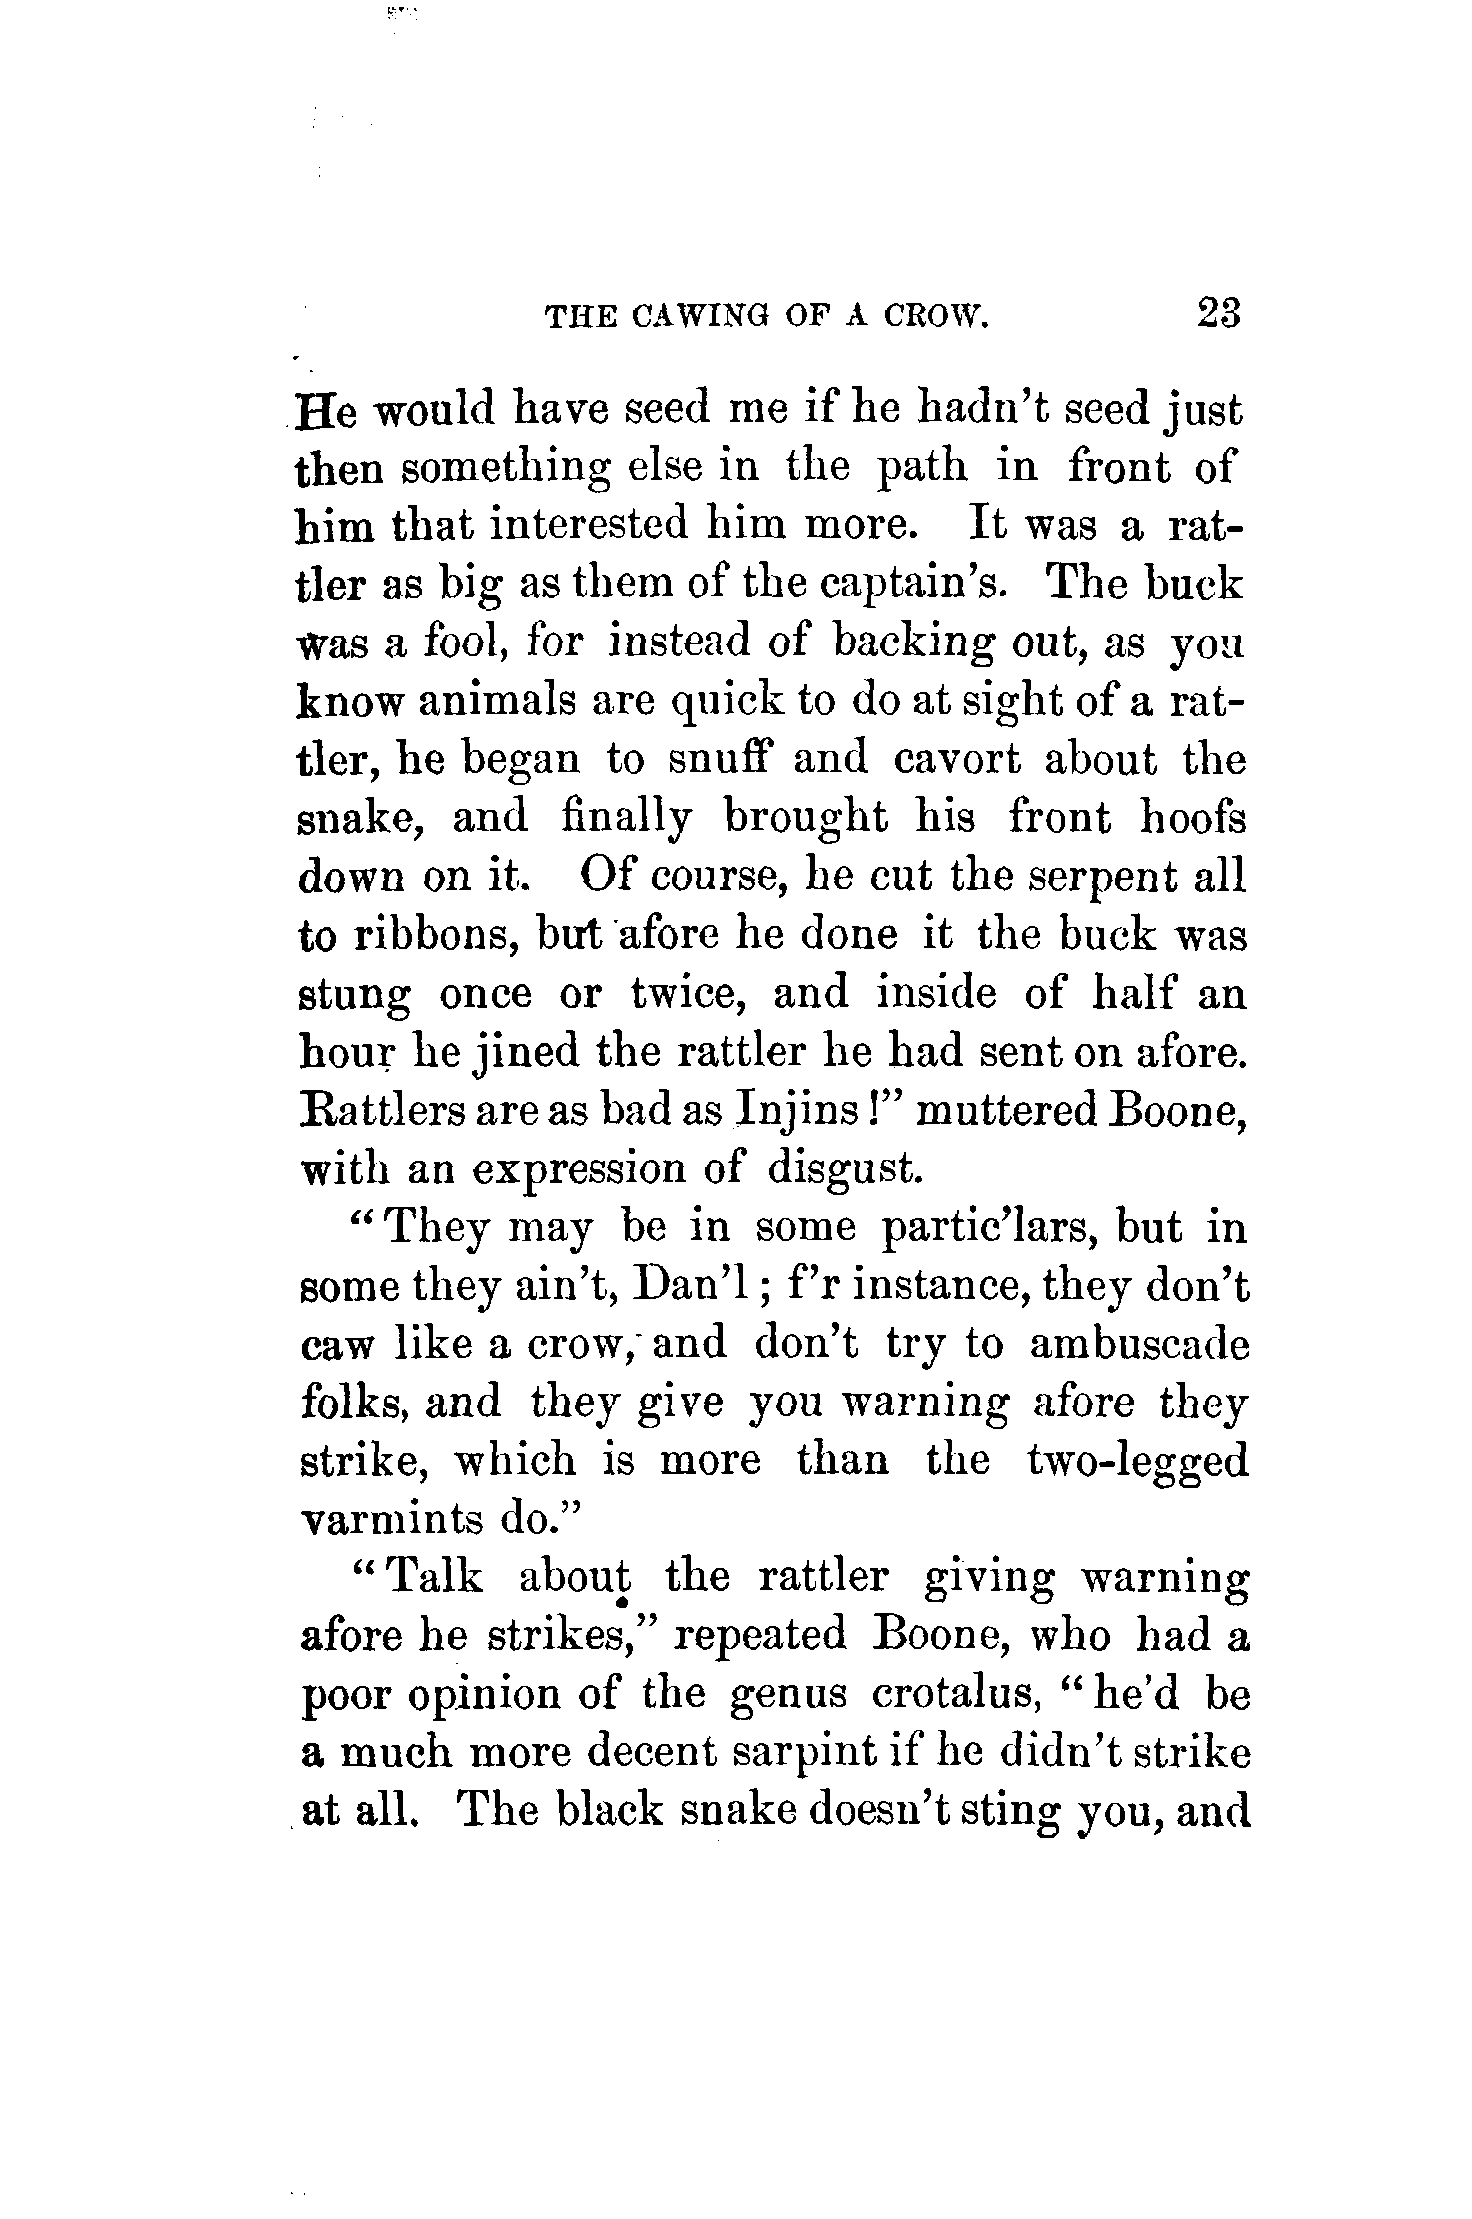 THE CAWING OF A CROW. 23
He would have seed me if he hadn't seed just
then something else in the path in front of
him that interested him more. It was a rat-
tler as big as them of the captain's. The buck
was a fool, for instead of backing out, as you
know animals are quick to do at sight of a rat-
tler, he began to snuff and cavort about the
snake, and finally brought his front hoofs
down on it. Of course, he cut the serpent all
to ribbons, but afore he done it the buck was
stung once or twice, and inside of half an
hour he jined the rattler he had sent on afore.
Rattlers are as bad as Injins!" muttered Boone,
with an expression of disgust.
"They may be in some partic'lars, but in
some they ain't, Dan'l; f'r instance, they don't
caw like a crow, and don't try to ambuscade
folks, and they give you warning afore they
strike, which is more than the two-legged
varmints do."
"Talk about the rattler giving warning
afore he strikes," repeated Boone, who had a
poor opinion of the genus crotalus, "he'd be
a much more decent sarpint if he didn't strike
at all. The black snake doesn't sting you, and